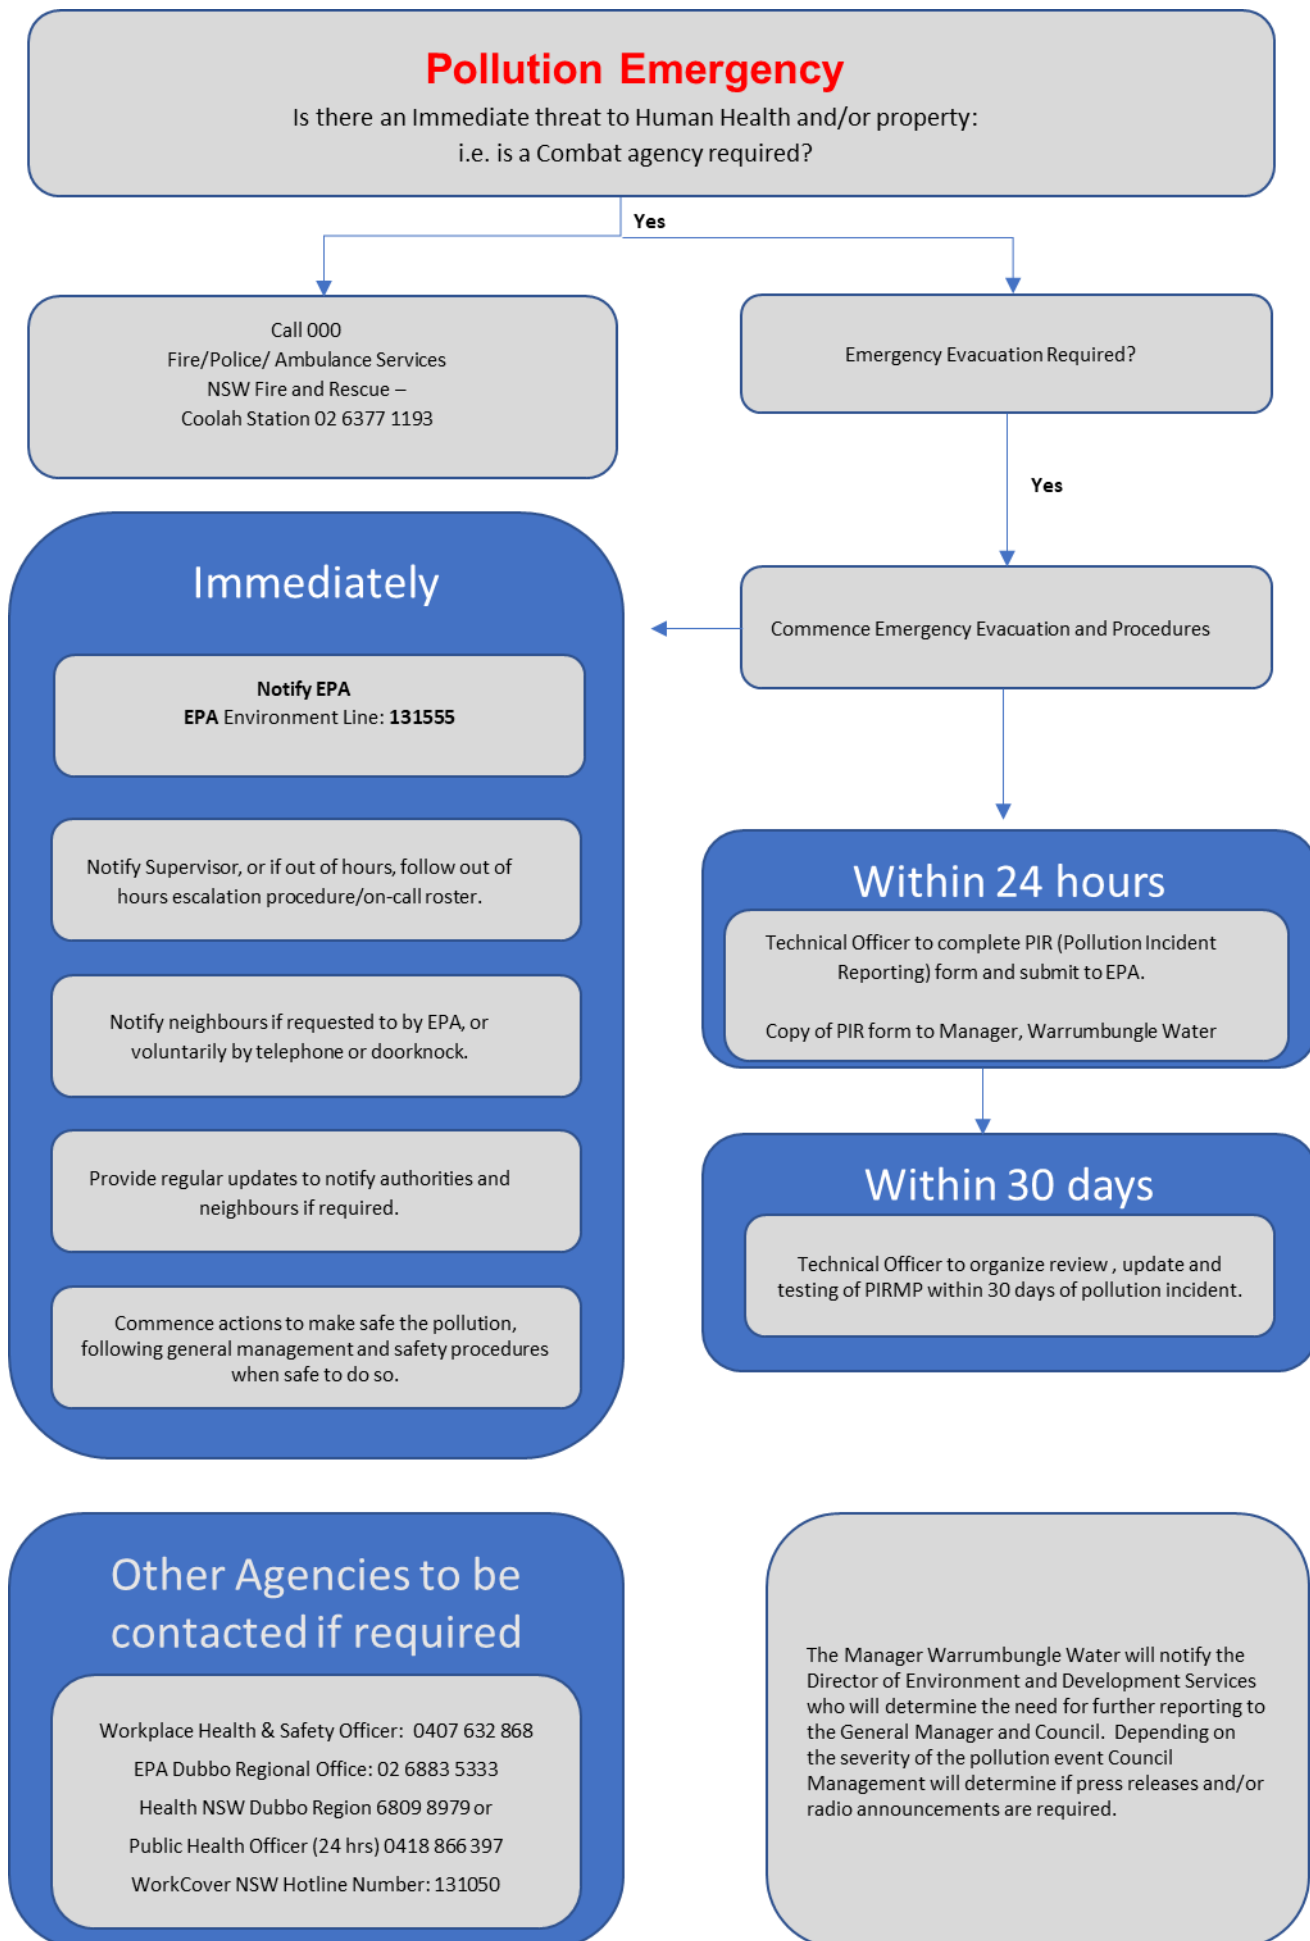 Pollution Emergency
Is there an Immediate threat to Human Health and/or property:
i.e. is a Combat agency required?
Yes
Call 000
Fire/Police/ Ambulance Services
NSW Fire and Rescue –
Coolah Station 02 6377 1193
Emergency Evacuation Required?
Yes
Commence Emergency Evacuation and Procedures
Immediately
Notify EPA
EPA Environment Line: 131555
Notify Supervisor, or if out of hours, follow out of
hours escalation procedure/on-call roster.
Notify neighbours if requested to by EPA, or
voluntarily by telephone or doorknock.
Provide regular updates to notify authorities and
neighbours if required.
Commence actions to make safe the pollution,
following general management and safety procedures
when safe to do so.
Within 24 hours
Technical Officer to complete PIR (Pollution Incident
Reporting) form and submit to EPA.
Copy of PIR form to Manager, Warrumbungle Water
Within 30 days
Technical Officer to organize review , update and
testing of PIRMP within 30 days of pollution incident.
Other Agencies to be
contacted if required
Workplace Health & Safety Officer: 0407 632 868
EPA Dubbo Regional Office: 02 6883 5333
Health NSW Dubbo Region 6809 8979 or
Public Health Officer (24 hrs) 0418 866 397
WorkCover NSW Hotline Number: 131050
The Manager Warrumbungle Water will notify the
Director of Environment and Development Services
who will determine the need for further reporting to
the General Manager and Council. Depending on
the severity of the pollution event Council
Management will determine if press releases and/or
radio announcements are required.